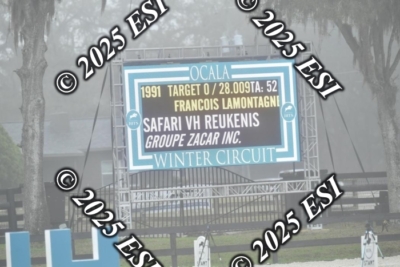 © 2025 ESI
© 2025 ESI
OCALA
1991 TARGET 0 / 28.009TA: 52
FRANCOIS LAMONTAGNI
SAFARI VH REUKENIS
GROUPE ZACAR INC.
WINTER CIRCUIT
© 2025 ESI
© 2025 ESI